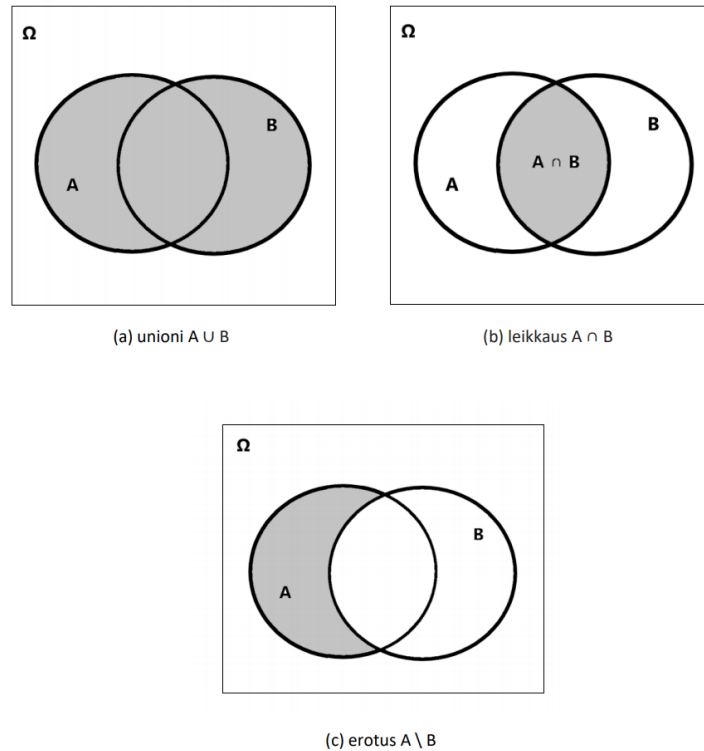 Ω
A
B
(a) unioni A ∪ B
Ω
A
A ∩ B
B
(b) leikkaus A ∩ B
Ω
A
B
(c) erotus A \ B